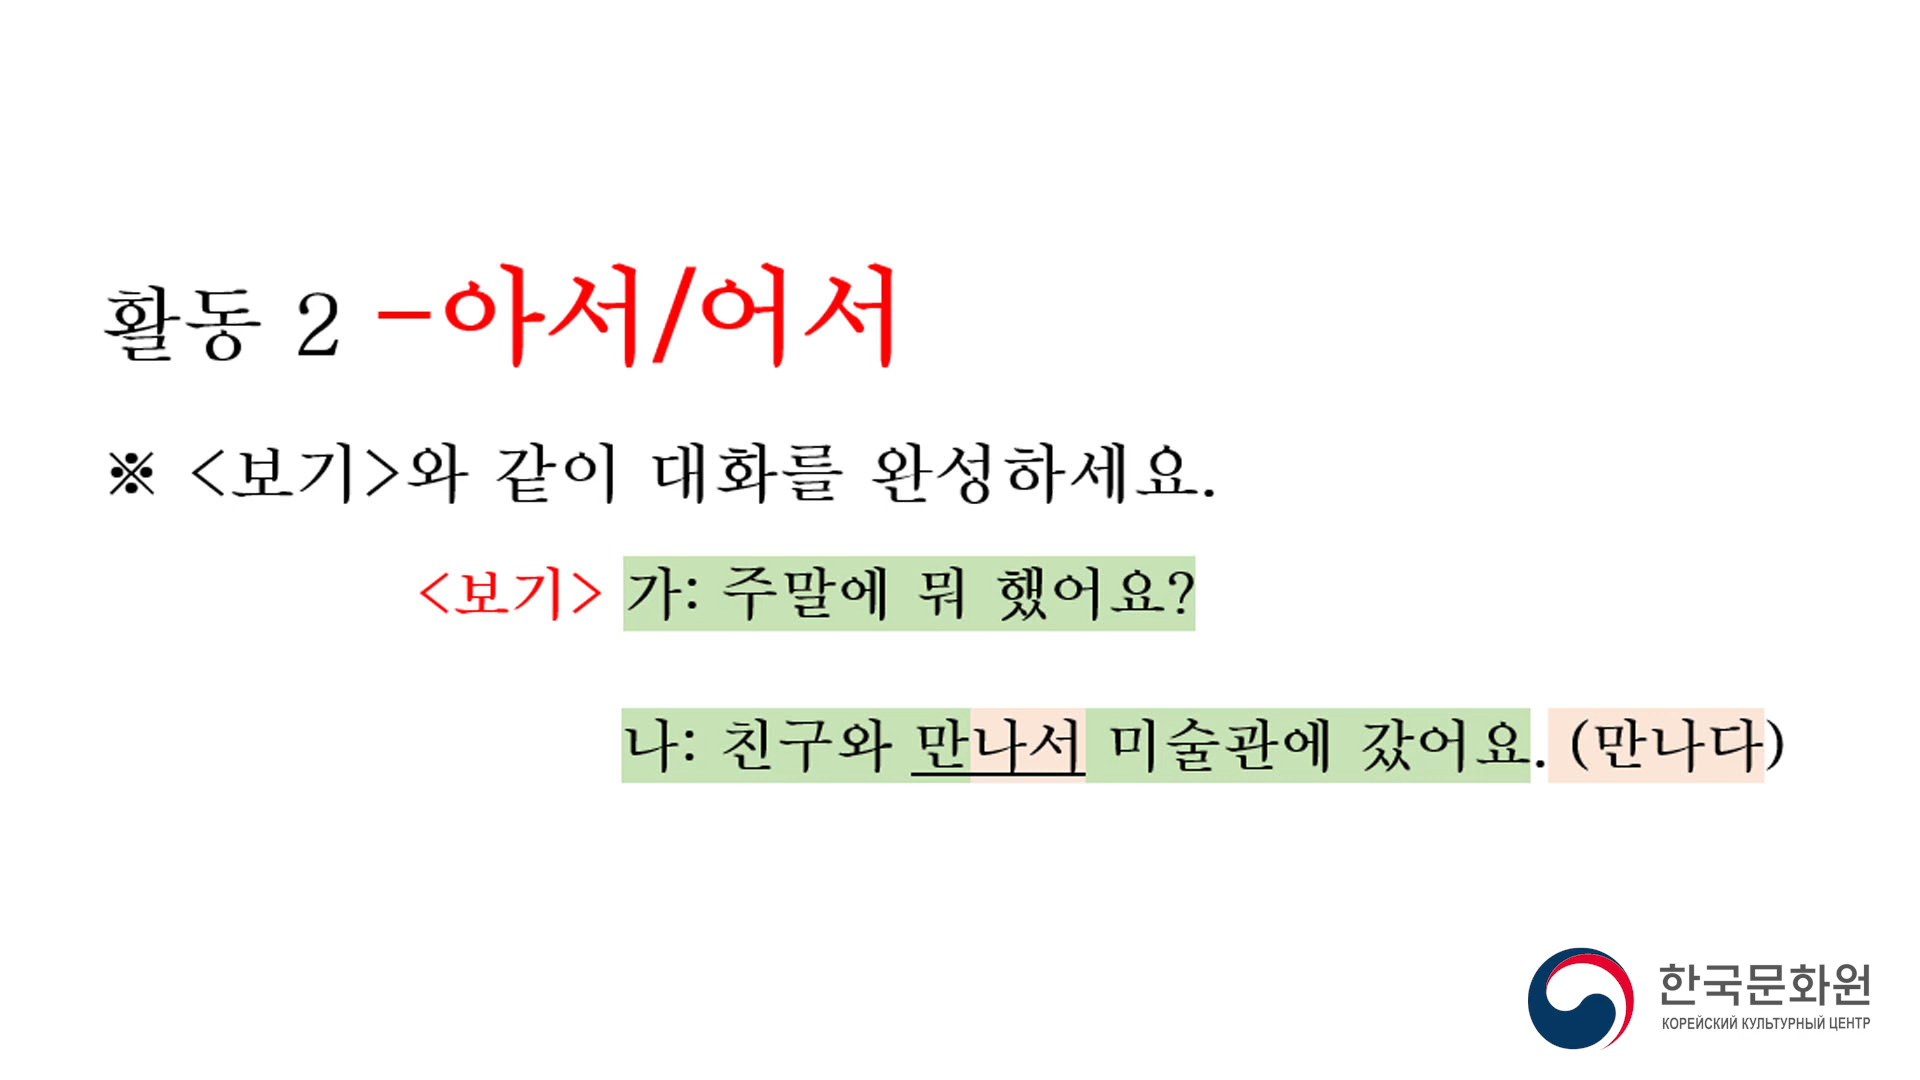 활동 2 -아서/어서
※ <보기>와 같이 대화를 완성하세요.
<보기> 가: 주말에 뭐 했어요?
나: 친구와 만나서 미술관에 갔어요. (만나다)
한국문화원
КОРЕЙСКИЙ КУЛЬТУРНЫЙ ЦЕНТР